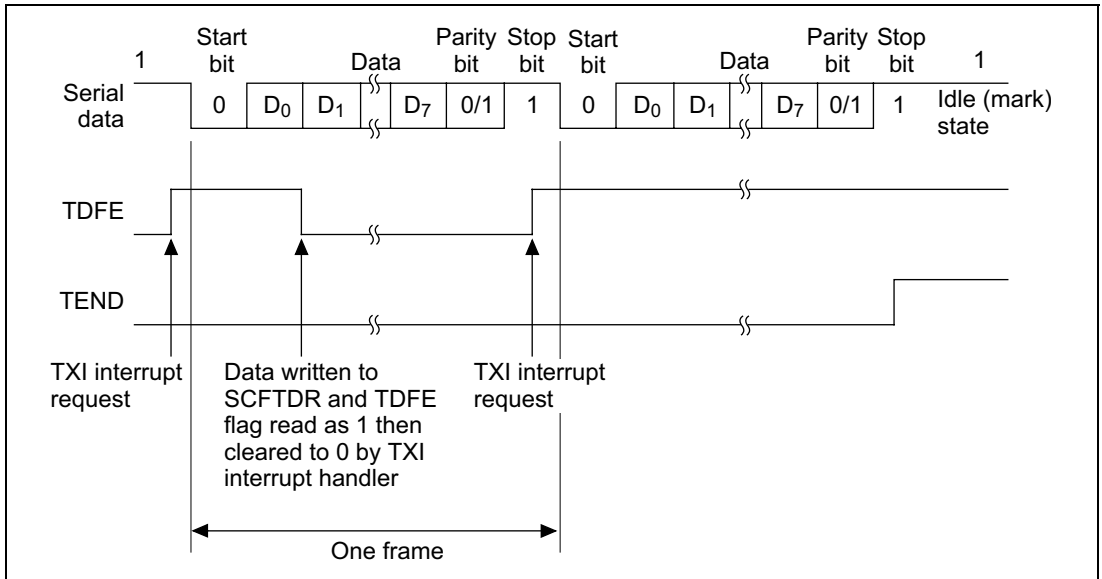 Start bit
Data
Parity bit
Stop bit
Start bit
Data
Parity bit
Stop bit
1
1
Serial data
0 D0 D1 D7 0/1 1 0 D0 D1 D7 0/1 1
Idle (mark) state
TDFE
TEND
TXI interrupt
request
Data written to
SCFTDR and TDFE
flag read as 1 then
cleared to 0 by TXI
interrupt handler
TXI interrupt
request
One frame